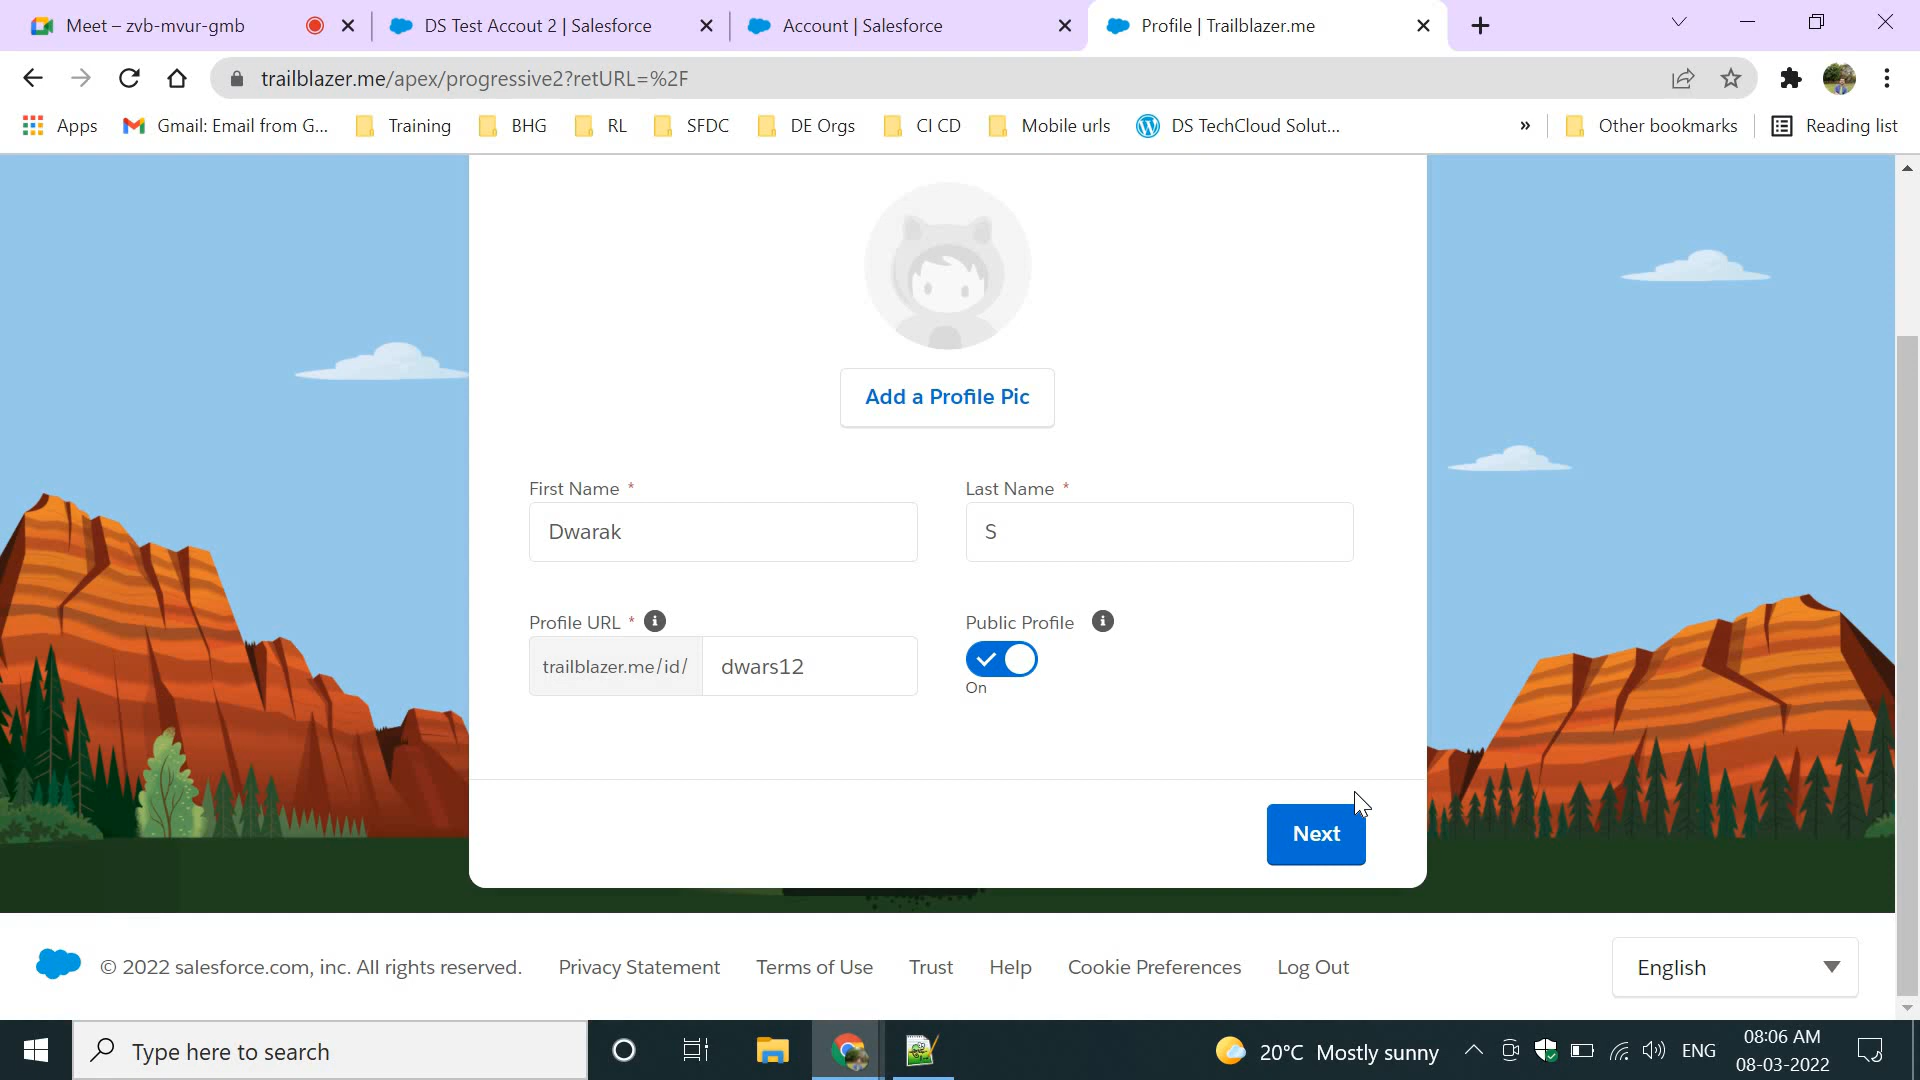 Meet – zvb-mvur-gmb
DS Test Accout 2 | Salesforce
Account | Salesforce
Profile | Trailblazer.me
trailblazer.me/apex/progressive2?retURL=%2F
Apps
Gmail: Email from G...
Training
BHG
RL
SFDC
DE Orgs
CI CD
Mobile urls
DS TechCloud Solut...
»
Other bookmarks
Reading list
Add a Profile Pic
First Name *
Last Name *
Dwarak
S
Profile URL *
Public Profile
trailblazer.me/id/
dwars12
On
Next
© 2022 salesforce.com, inc. All rights reserved.
Privacy Statement
Terms of Use
Trust
Help
Cookie Preferences
Log Out
English
Type here to search
20°C Mostly sunny
ENG
08:06 AM
08-03-2022